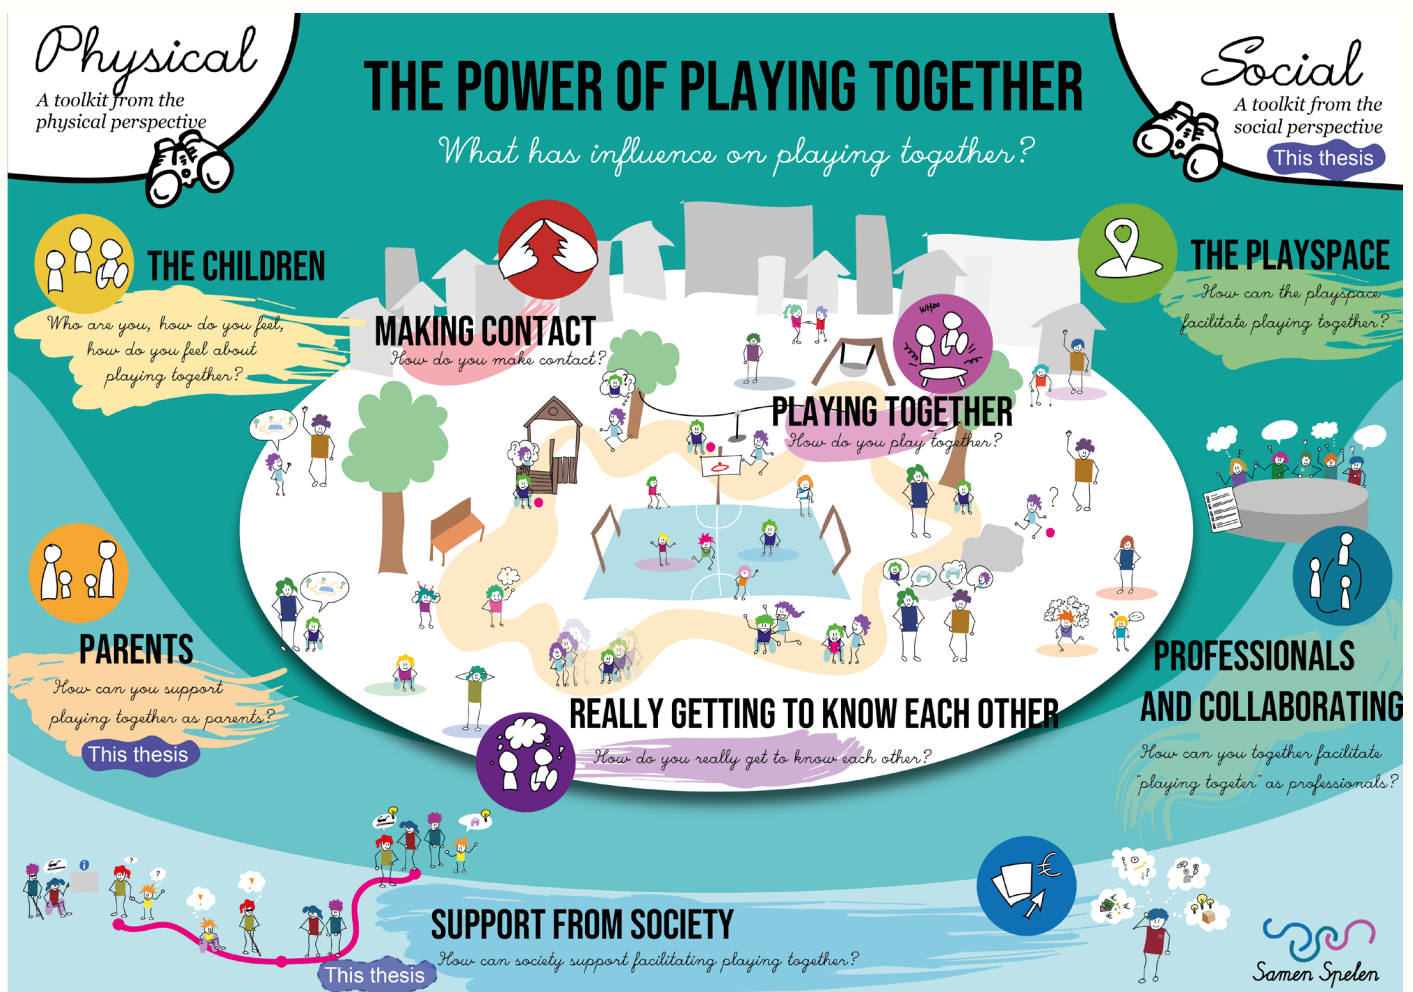 Physical
A toolkit from the
physical perspective
THE POWER OF PLAYING TOGETHER
What has influence on playing together?
Social
A toolkit from the
social perspective
This thesis
THE CHILDREN
Who are you, how do you feel,
how do you feel about
playing together?
MAKING CONTACT
How do you make contact?
WHAO
PLAYING TOGETHER
How do you play together?
THE PLAYSPACE
How can the playspace
facilitate playing together?
PARENTS
How can you support
playing together as parents?
This thesis
REALLY GETTING TO KNOW EACH OTHER
How do you really get to know each other?
PROFESSIONALS
AND COLLABORATING
How can you together facilitate
"playing togeter" as professionals?
SUPPORT FROM SOCIETY
How can society support facilitating playing together?
This thesis
Samen Spelen